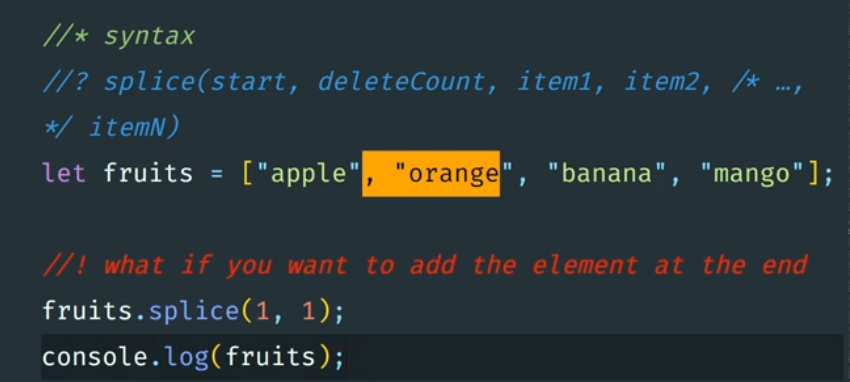 //* syntax
//? splice(start, deleteCount, item1, item2, /* …,
*/ itemN)
let fruits = ["apple", "orange", "banana", "mango"];
//! what if you want to add the element at the end
fruits.splice(1, 1);
console.log(fruits);